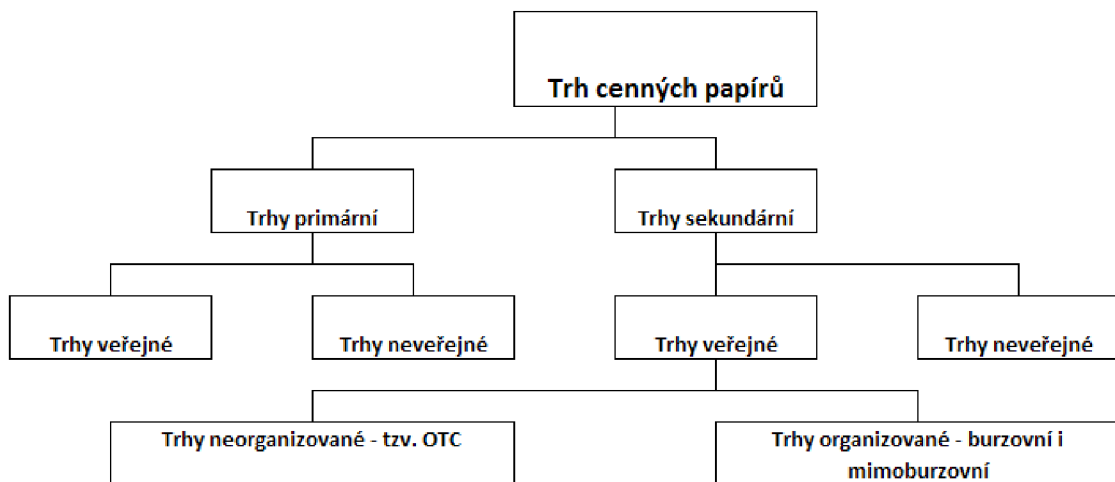 Trh cenných papírů
Trhy primární
Trhy sekundární
Trhy veřejné
Trhy neveřejné
Trhy veřejné
Trhy neveřejné
Trhy neorganizované - tzv. OTC
Trhy organizované - burzovní i
mimoburzovní